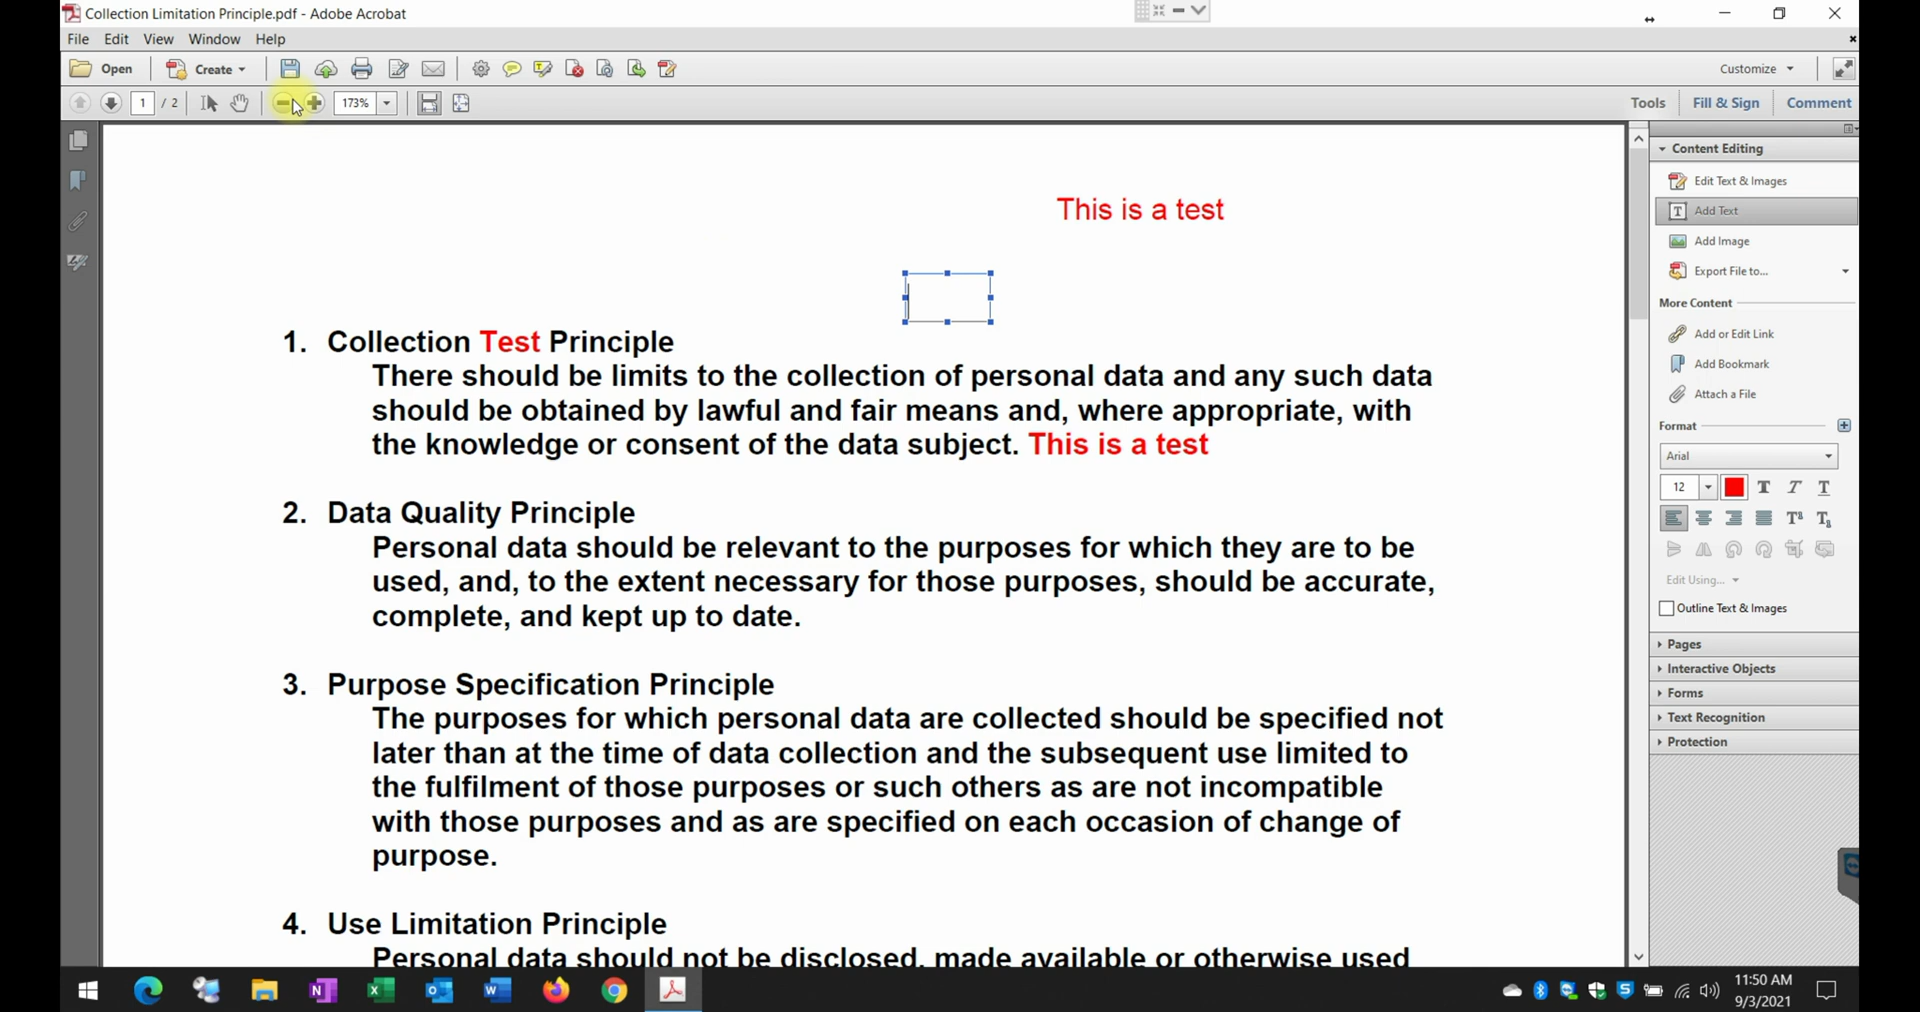 Collection Limitation Principle.pdf - Adobe Acrobat
File Edit View Window Help
Open Create Customize
1 / 2 173% Tools Fill & Sign Comment
Content Editing
Edit Text & Images
Add Text
Add Image
Export File to...
More Content
Add or Edit Link
Add Bookmark
Attach a File
Format
Arial
12
Edit Using...
Outline Text & Images
Pages
Interactive Objects
Forms
Text Recognition
Protection
This is a test
1. Collection Test Principle
There should be limits to the collection of personal data and any such data
should be obtained by lawful and fair means and, where appropriate, with
the knowledge or consent of the data subject. This is a test
2. Data Quality Principle
Personal data should be relevant to the purposes for which they are to be
used, and, to the extent necessary for those purposes, should be accurate,
complete, and kept up to date.
3. Purpose Specification Principle
The purposes for which personal data are collected should be specified not
later than at the time of data collection and the subsequent use limited to
the fulfilment of those purposes or such others as are not incompatible
with those purposes and as are specified on each occasion of change of
purpose.
4. Use Limitation Principle
Personal data should not be disclosed, made available or otherwise used
11:50 AM
9/3/2021